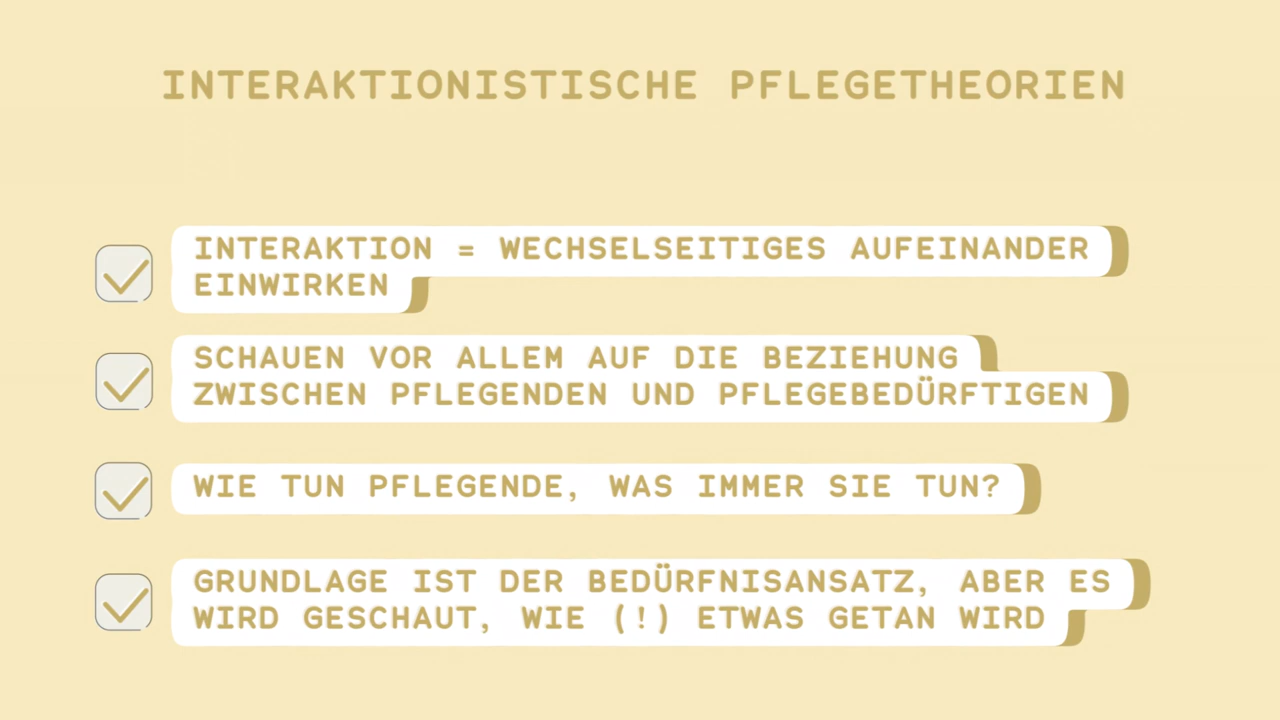 INTERAKTIONISTISCHE PFLEGETHEORIEN
INTERAKTION = WECHSELSEITIGES AUFEINANDER
EINWIRKEN
SCHAUEN VOR ALLEM AUF DIE BEZIEHUNG
ZWISCHEN PFLEGENDEN UND PFLEGEBEDÜRFTIGEN
WIE TUN PFLEGENDE, WAS IMMER SIE TUN?
GRUNDLAGE IST DER BEDÜRFNISANSATZ, ABER ES
WIRD GESCHAUT, WIE (!) ETWAS GETAN WIRD